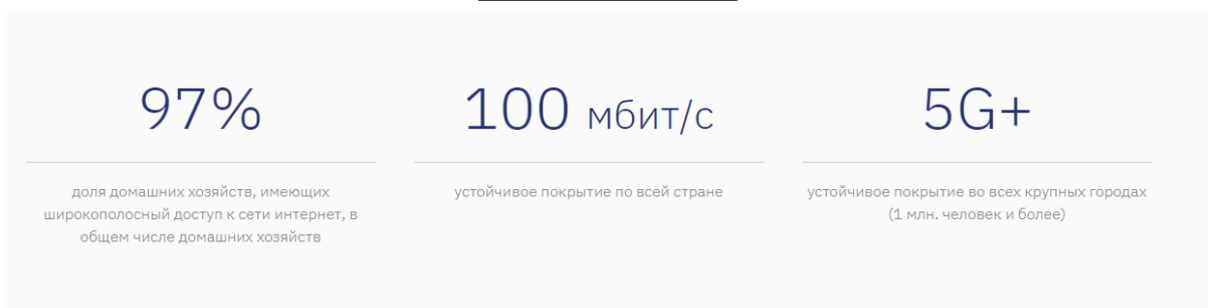 97%
доля домашних хозяйств, имеющих
широкополосный доступ к сети интернет, в
общем числе домашних хозяйств
100 мбит/с
устойчивое покрытие по всей стране
5G+
устойчивое покрытие во всех крупных городах
(1 млн. человек и более)